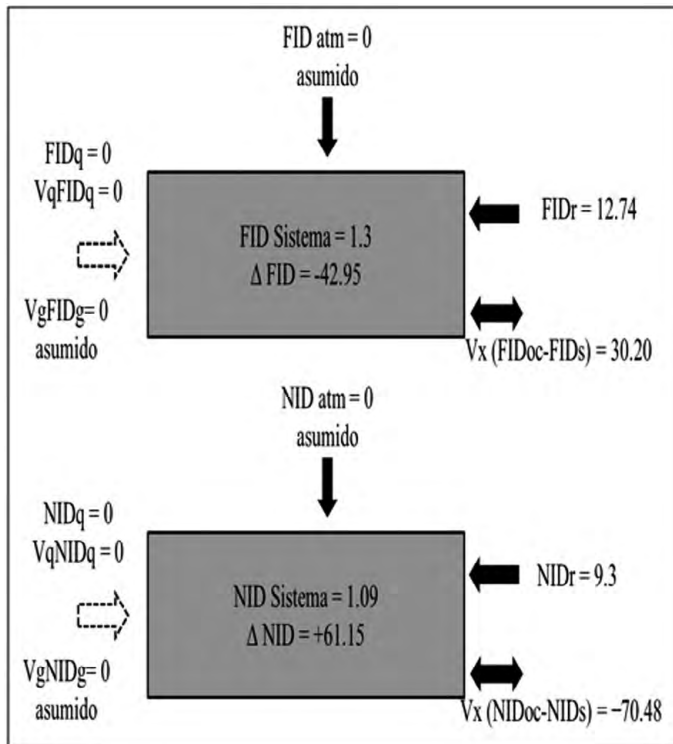 FID atm = 0
asumido
FIDq = 0
VqFIDq = 0
FID Sistema = 1.3
Δ FID = -42.95
FIDr = 12.74
VgFIDg= 0
asumido
Vx (FIDoc-FIDs) = 30.20
NID atm = 0
asumido
NIDq = 0
VqNIDq = 0
NID Sistema = 1.09
Δ NID = +61.15
NIDr = 9.3
VgNIDg= 0
asumido
Vx (NIDoc-NIDs) = −70.48